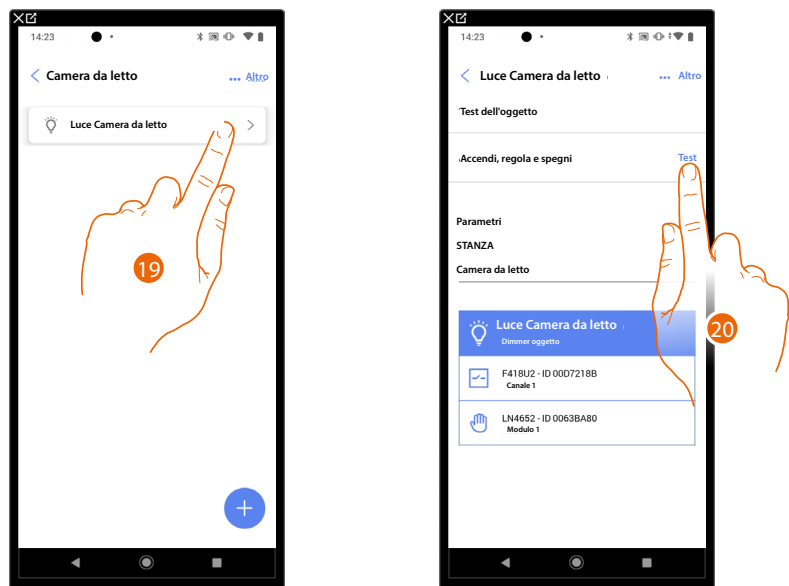 14:23
Camera da letto
Altro
Luce Camera da letto
19
14:23
Luce Camera da letto
Altro
Test dell'oggetto
Accendi, regola e spegni
Test
Parametri
STANZA
Camera da letto
Luce Camera da letto
Dimmer oggetto
F418U2 - ID 00D7218B
Canale 1
LN4652 - ID 0063BA80
Modulo 1
20